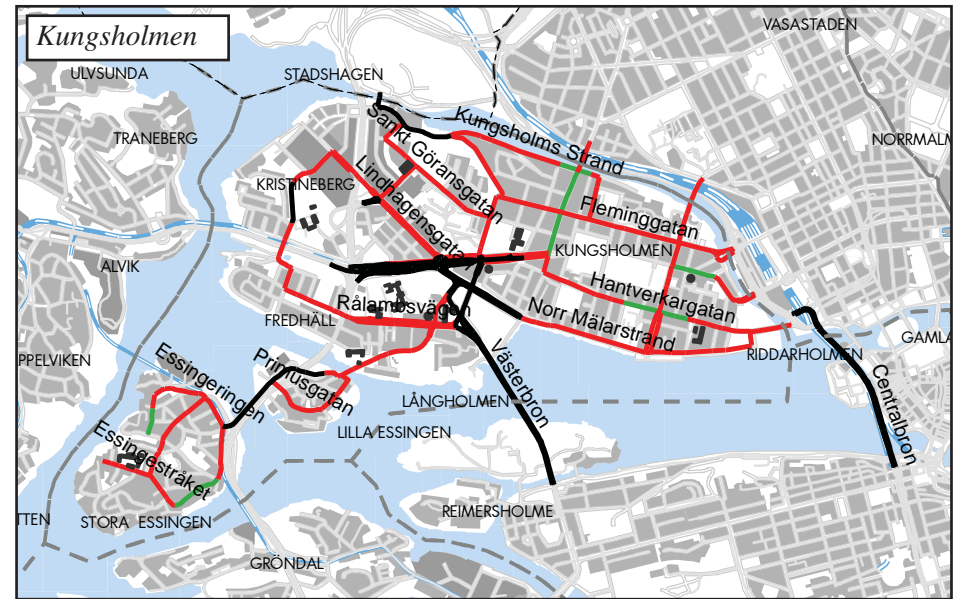 Kungsholmen
VASASTADEN
ULVSUNDA
STADSHAGEN
TRANEBERG
Kungsholms Strand
NORRMALM
Sankt Göransgatan
KRISTINEBERG
Lindhagensgatan
Fleminggatan
KUNGSHOLMEN
ALVIK
Hantverkargatan
Rålambsvägen
Norr Mälarstrand
FREDHÄLL
GAMLA
PPELVIKEN
RIDDARHOLMEN
Essingeringen
Primusgatan
Västerbron
Centralbron
LÅNGHOLMEN
LILLA ESSINGEN
Essingestråket
REIMERSHOLME
TTEN
STORA ESSINGEN
GRÖNDAL